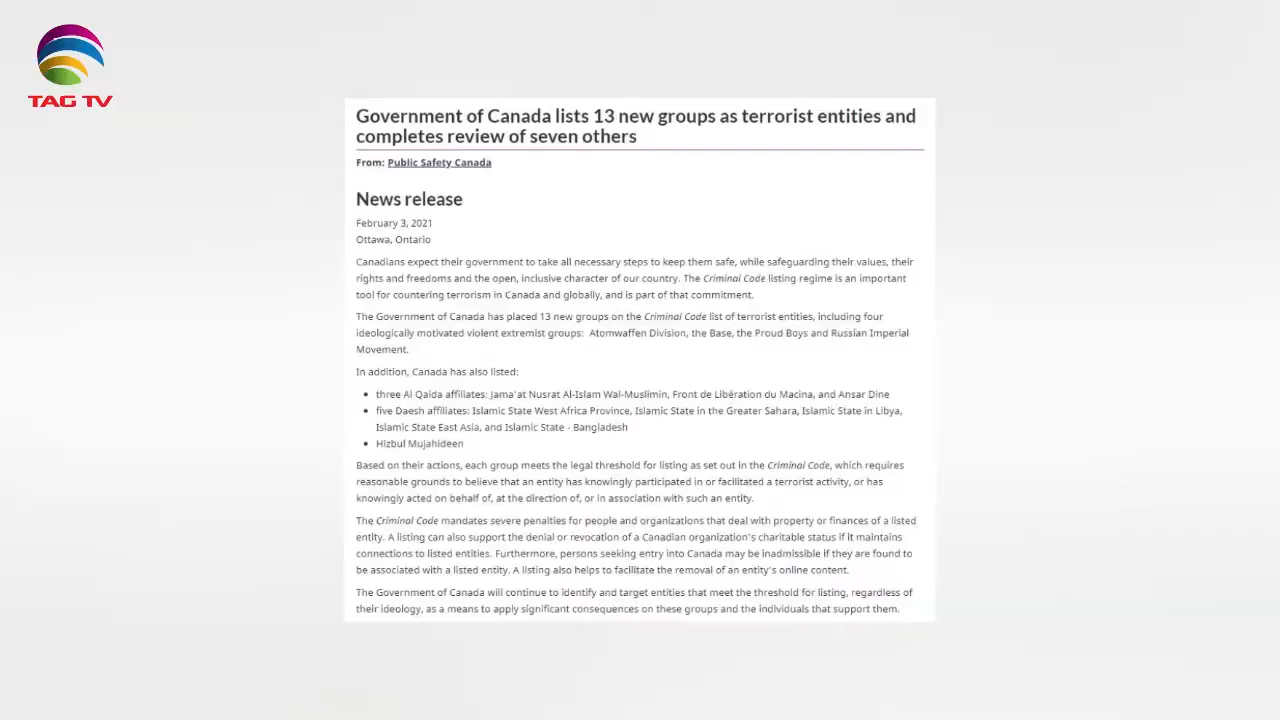 TAG TV
Government of Canada lists 13 new groups as terrorist entities and
completes review of seven others
From: Public Safety Canada
News release
February 3, 2021
Ottawa, Ontario
Canadians expect their government to take all necessary steps to keep them safe, while safeguarding their values, their
rights and freedoms and the open, inclusive character of our country. The Criminal Code listing regime is an important
tool for countering terrorism in Canada and globally, and is part of that commitment.
The Government of Canada has placed 13 new groups on the Criminal Code list of terrorist entities, including four
ideologically motivated violent extremist groups: Atomwaffen Division, the Base, the Proud Boys and Russian Imperial
Movement.
In addition, Canada has also listed:
• three Al Qaida affiliates: Jama'at Nusrat Al-Islam Wal-Muslimin, Front de Libération du Macina, and Ansar Dine
• five Daesh affiliates: Islamic State West Africa Province, Islamic State in the Greater Sahara, Islamic State in Libya,
Islamic State East Asia, and Islamic State - Bangladesh
• Hizbul Mujahideen
Based on their actions, each group meets the legal threshold for listing as set out in the Criminal Code, which requires
reasonable grounds to believe that an entity has knowingly participated in or facilitated a terrorist activity, or has
knowingly acted on behalf of, at the direction of, or in association with such an entity.
The Criminal Code mandates severe penalties for people and organizations that deal with property or finances of a listed
entity. A listing can also support the denial or revocation of a Canadian organization's charitable status if it maintains
connections to listed entities. Furthermore, persons seeking entry into Canada may be inadmissible if they are found to
be associated with a listed entity. A listing also helps to facilitate the removal of an entity's online content.
The Government of Canada will continue to identify and target entities that meet the threshold for listing, regardless of
their ideology, as a means to apply significant consequences on these groups and the individuals that support them.